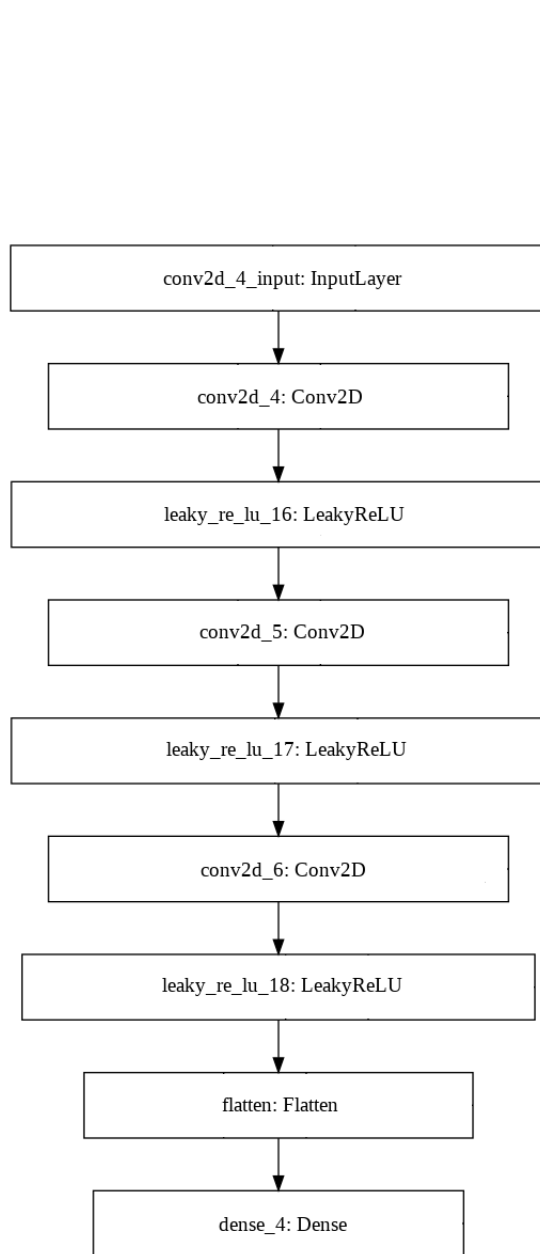 conv2d_4_input: InputLayer
conv2d_4: Conv2D
leaky_re_lu_16: LeakyReLU
conv2d_5: Conv2D
leaky_re_lu_17: LeakyReLU
conv2d_6: Conv2D
leaky_re_lu_18: LeakyReLU
flatten: Flatten
dense_4: Dense